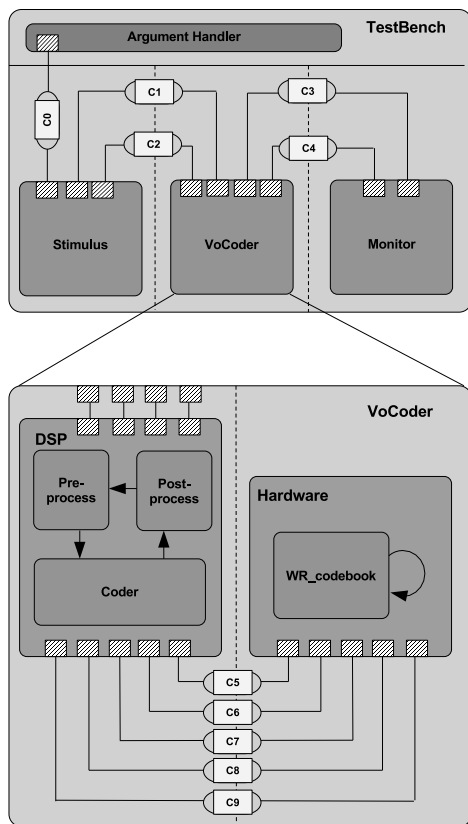 TestBench
Argument Handler
C0
C1
C3
C2
C4
Stimulus
VoCoder
Monitor
VoCoder
DSP
Pre-
process
Post-
process
Coder
Hardware
WR_codebook
C5
C6
C7
C8
C9